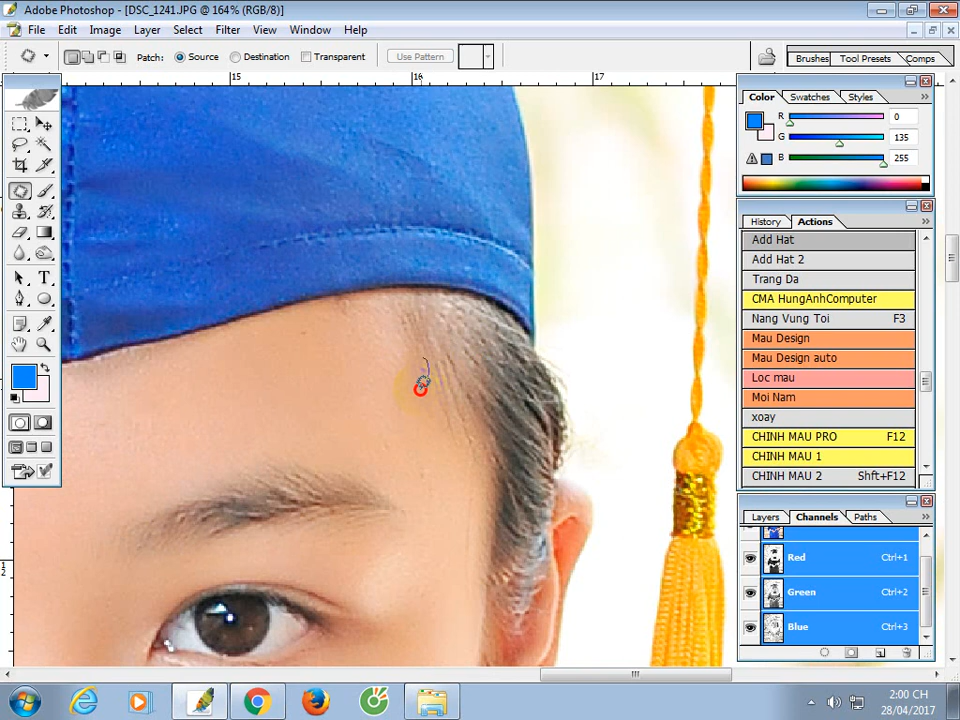 Adobe Photoshop - [DSC_1241.JPG @ 164% (RGB/8)]
File Edit Image Layer Select Filter View Window Help
Patch: Source Destination Transparent Use Pattern
Brushes Tool Presets Comps
15 16 17
Color Swatches Styles
R 0
G 135
B 255
History Actions
Add Hat
Add Hat 2
Trang Da
CMA HungAnhComputer
Nang Vung Toi F3
Mau Design
Mau Design auto
Loc mau
Moi Nam
xoay
CHINH MAU PRO F12
CHINH MAU 1
CHINH MAU 2 Shft+F12
Layers Channels Paths
Red Ctrl+1
Green Ctrl+2
Blue Ctrl+3
2:00 CH
28/04/2017